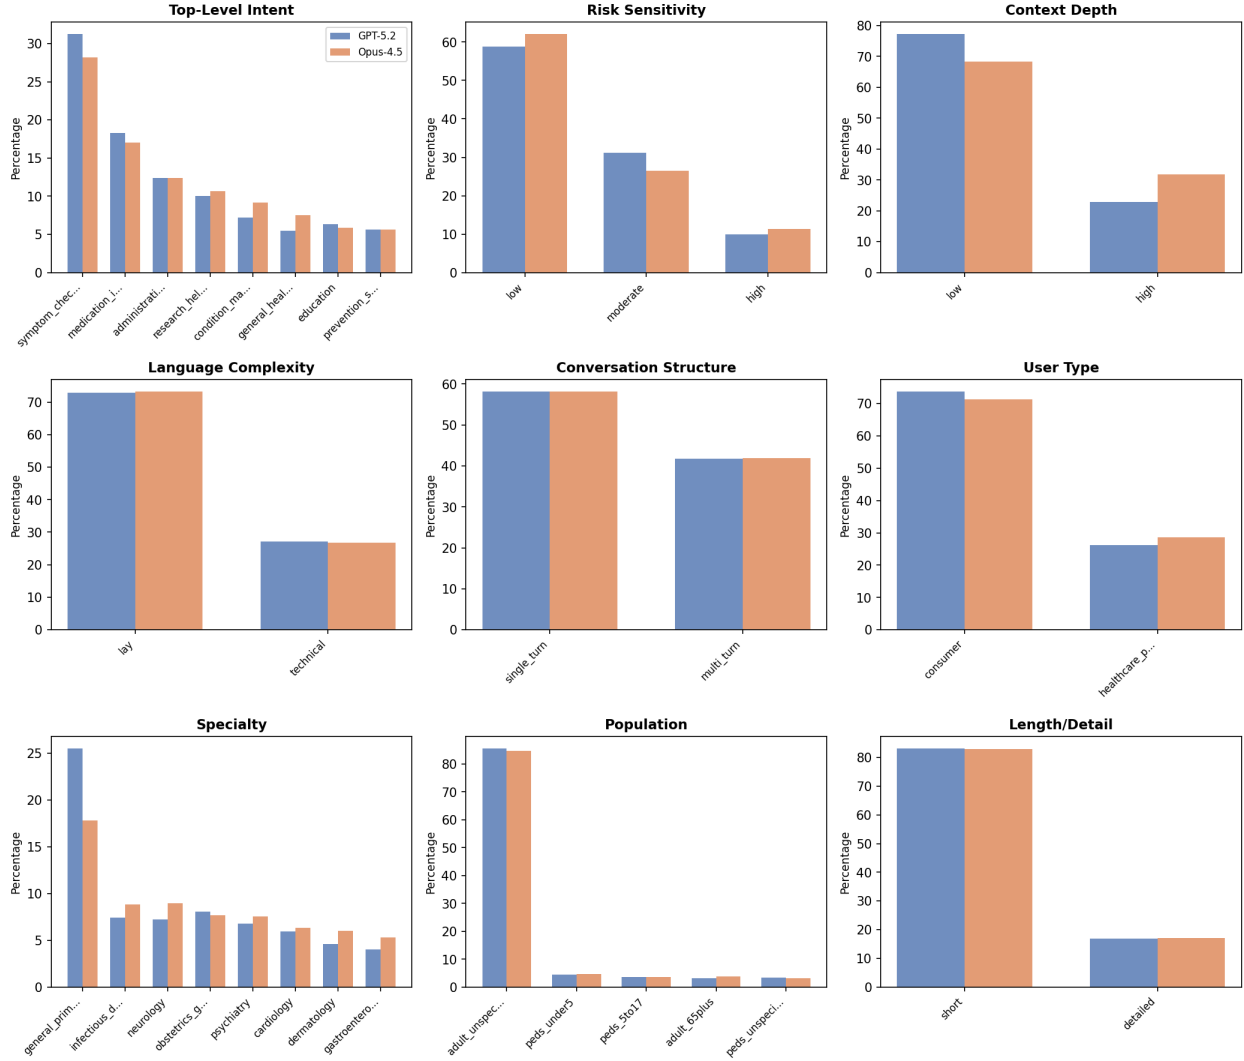 Top-Level Intent
Percentage
30
25
20
15
10
5
0
GPT-5.2
Opus-4.5
symptom_chec...
medication_i...
administrati...
research_hel...
condition_ma...
general_heal...
education
prevention_s...
Risk Sensitivity
Percentage
60
50
40
30
20
10
0
low
moderate
high
Context Depth
Percentage
80
70
60
50
40
30
20
10
0
low
high
Language Complexity
Percentage
70
60
50
40
30
20
10
0
lay
technical
Conversation Structure
Percentage
60
50
40
30
20
10
0
single_turn
multi_turn
User Type
Percentage
70
60
50
40
30
20
10
0
consumer
healthcare_p...
Specialty
Percentage
25
20
15
10
5
0
general_prim...
infectious_d...
neurology
obstetrics_g...
psychiatry
cardiology
dermatology
gastroentero...
Population
Percentage
80
70
60
50
40
30
20
10
0
adult_unspec...
peds_under5
peds_5to17
adult_65plus
peds_unspeci...
Length/Detail
Percentage
80
70
60
50
40
30
20
10
0
short
detailed